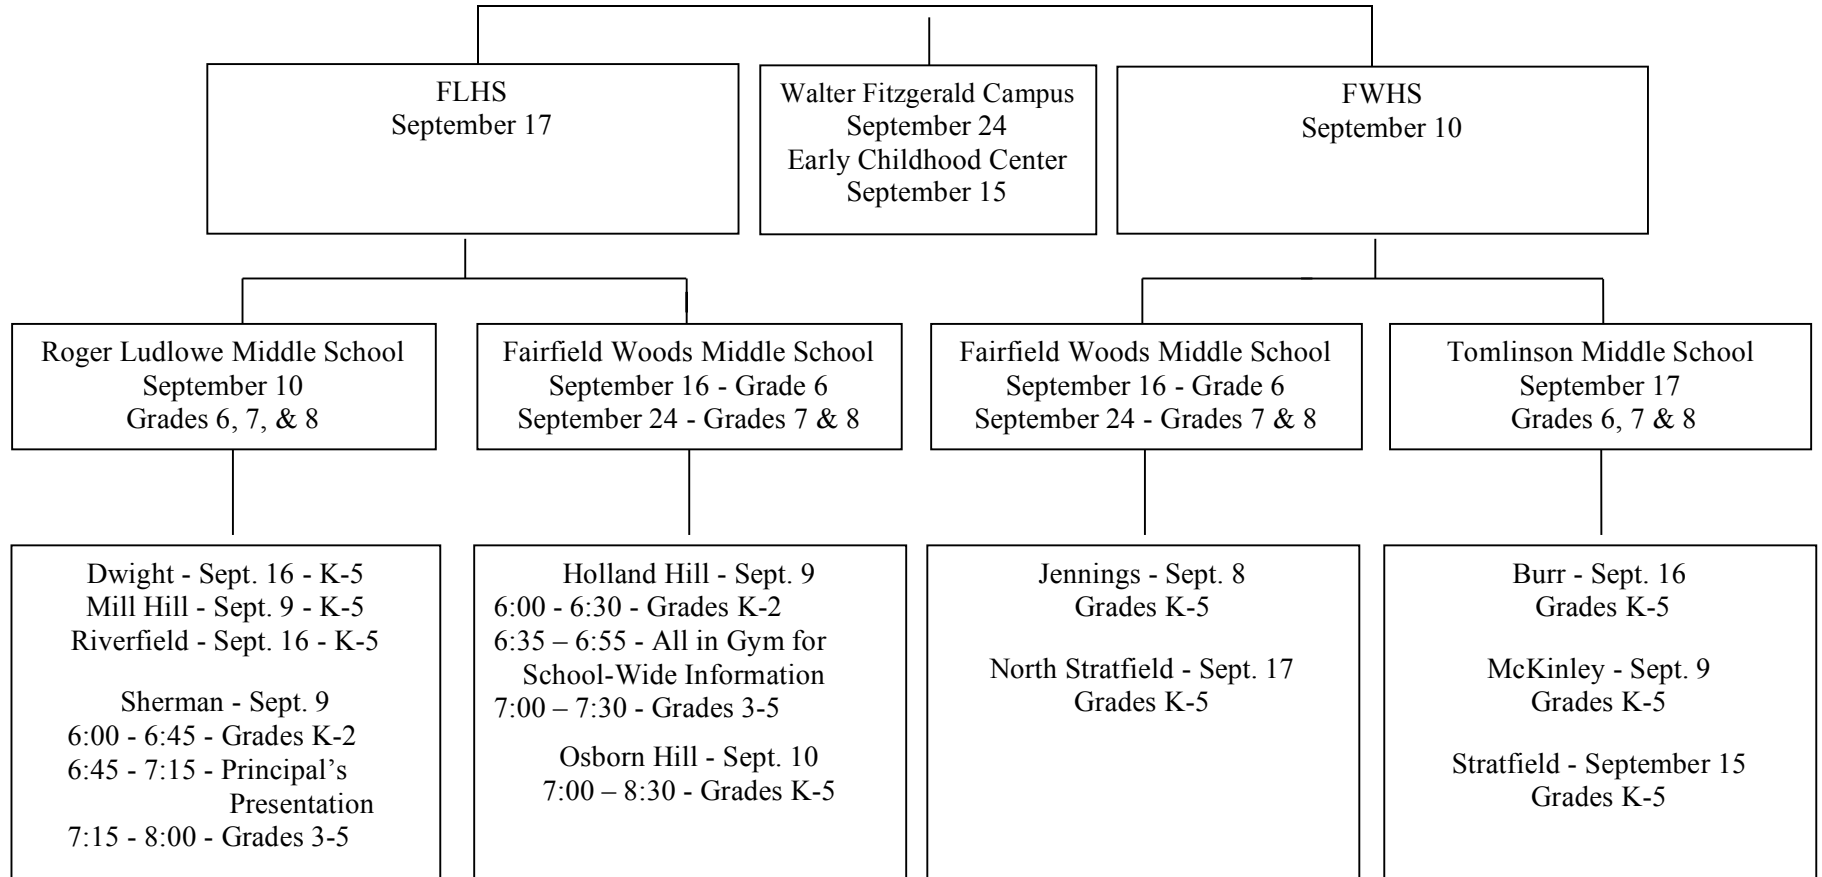 FLHS
September 17
Walter Fitzgerald Campus
September 24
Early Childhood Center
September 15
FWHS
September 10
Roger Ludlowe Middle School
September 10
Grades 6, 7, & 8
Fairfield Woods Middle School
September 16 - Grade 6
September 24 - Grades 7 & 8
Fairfield Woods Middle School
September 16 - Grade 6
September 24 - Grades 7 & 8
Tomlinson Middle School
September 17
Grades 6, 7 & 8
Dwight - Sept. 16 - K-5
Mill Hill - Sept. 9 - K-5
Riverfield - Sept. 16 - K-5
Sherman - Sept. 9
6:00 - 6:45 - Grades K-2
6:45 - 7:15 - Principal’s
Presentation
7:15 - 8:00 - Grades 3-5
Holland Hill - Sept. 9
6:00 - 6:30 - Grades K-2
6:35 – 6:55 - All in Gym for
School-Wide Information
7:00 – 7:30 - Grades 3-5
Osborn Hill - Sept. 10
7:00 – 8:30 - Grades K-5
Jennings - Sept. 8
Grades K-5
North Stratfield - Sept. 17
Grades K-5
Burr - Sept. 16
Grades K-5
McKinley - Sept. 9
Grades K-5
Stratfield - September 15
Grades K-5